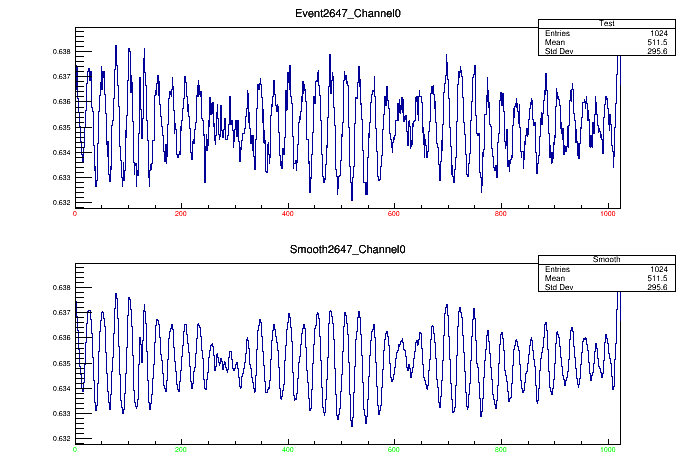 Event2647_Channel0
Test
Entries 1024
Mean 511.5
Std Dev 295.6
0.638
0.637
0.636
0.635
0.634
0.633
0.632
0 200 400 600 800 1000
Smooth2647_Channel0
Smooth
Entries 1024
Mean 511.5
Std Dev 295.6
0.638
0.637
0.636
0.635
0.634
0.633
0.632
0 200 400 600 800 1000